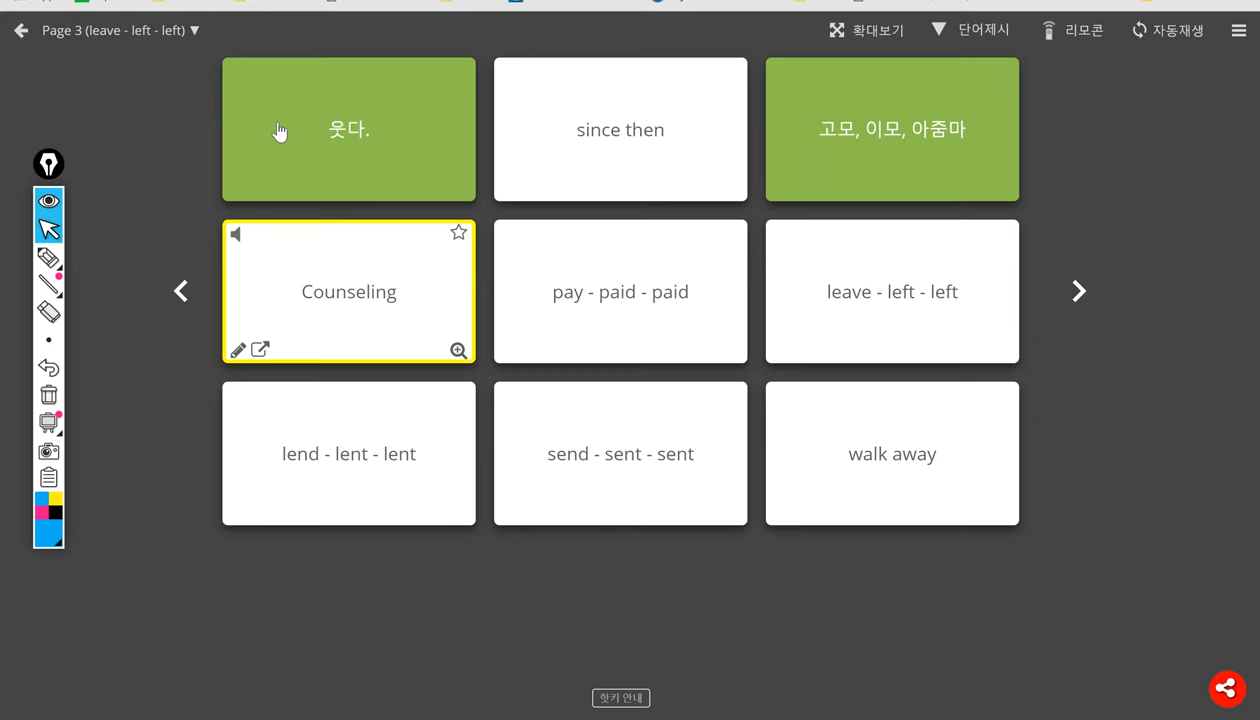 Page 3 (leave - left - left) ▼
확대보기
단어제시
리모콘
자동재생
웃다.
since then
고모, 이모, 아줌마
Counseling
pay - paid - paid
leave - left - left
lend - lent - lent
send - sent - sent
walk away
핫키 안내